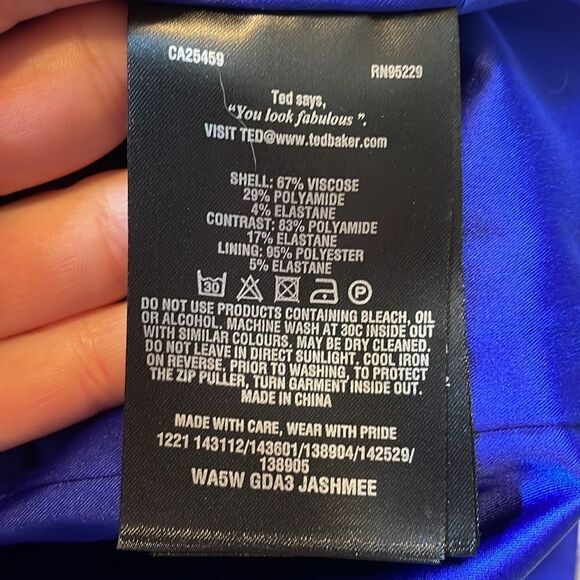 CA25459
RN95229
Ted says,
"You look fabulous".
VISIT TED@www.tedbaker.com
SHELL: 67% VISCOSE
29% POLYAMIDE
4% ELASTANE
CONTRAST: 83% POLYAMIDE
17% ELASTANE
LINING: 95% POLYESTER
5% ELASTANE
30 P
DO NOT USE PRODUCTS CONTAINING BLEACH, OIL
OR ALCOHOL. MACHINE WASH AT 30C INSIDE OUT
WITH SIMILAR COLOURS. MAY BE DRY CLEANED.
DO NOT LEAVE IN DIRECT SUNLIGHT. COOL IRON
ON REVERSE. PRIOR TO WASHING, TO PROTECT
THE ZIP PULLER, TURN GARMENT INSIDE OUT.
MADE IN CHINA
MADE WITH CARE, WEAR WITH PRIDE
1221 143112/143601/138904/142529/
138905
WA5W GDA3 JASHMEE